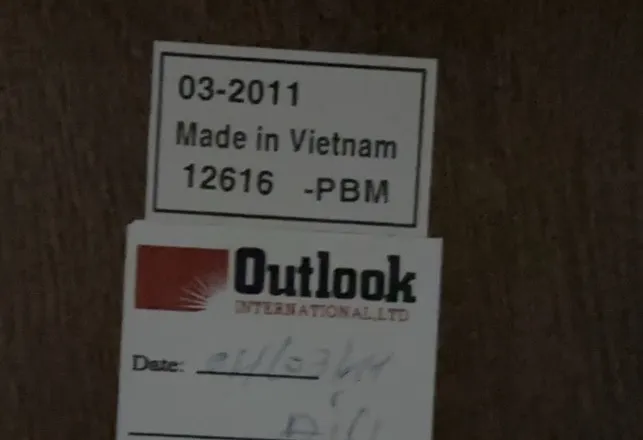 03-2011
Made in Vietnam
12616 -PBM
Outlook
INTERNATIONAL,LTD
Date: